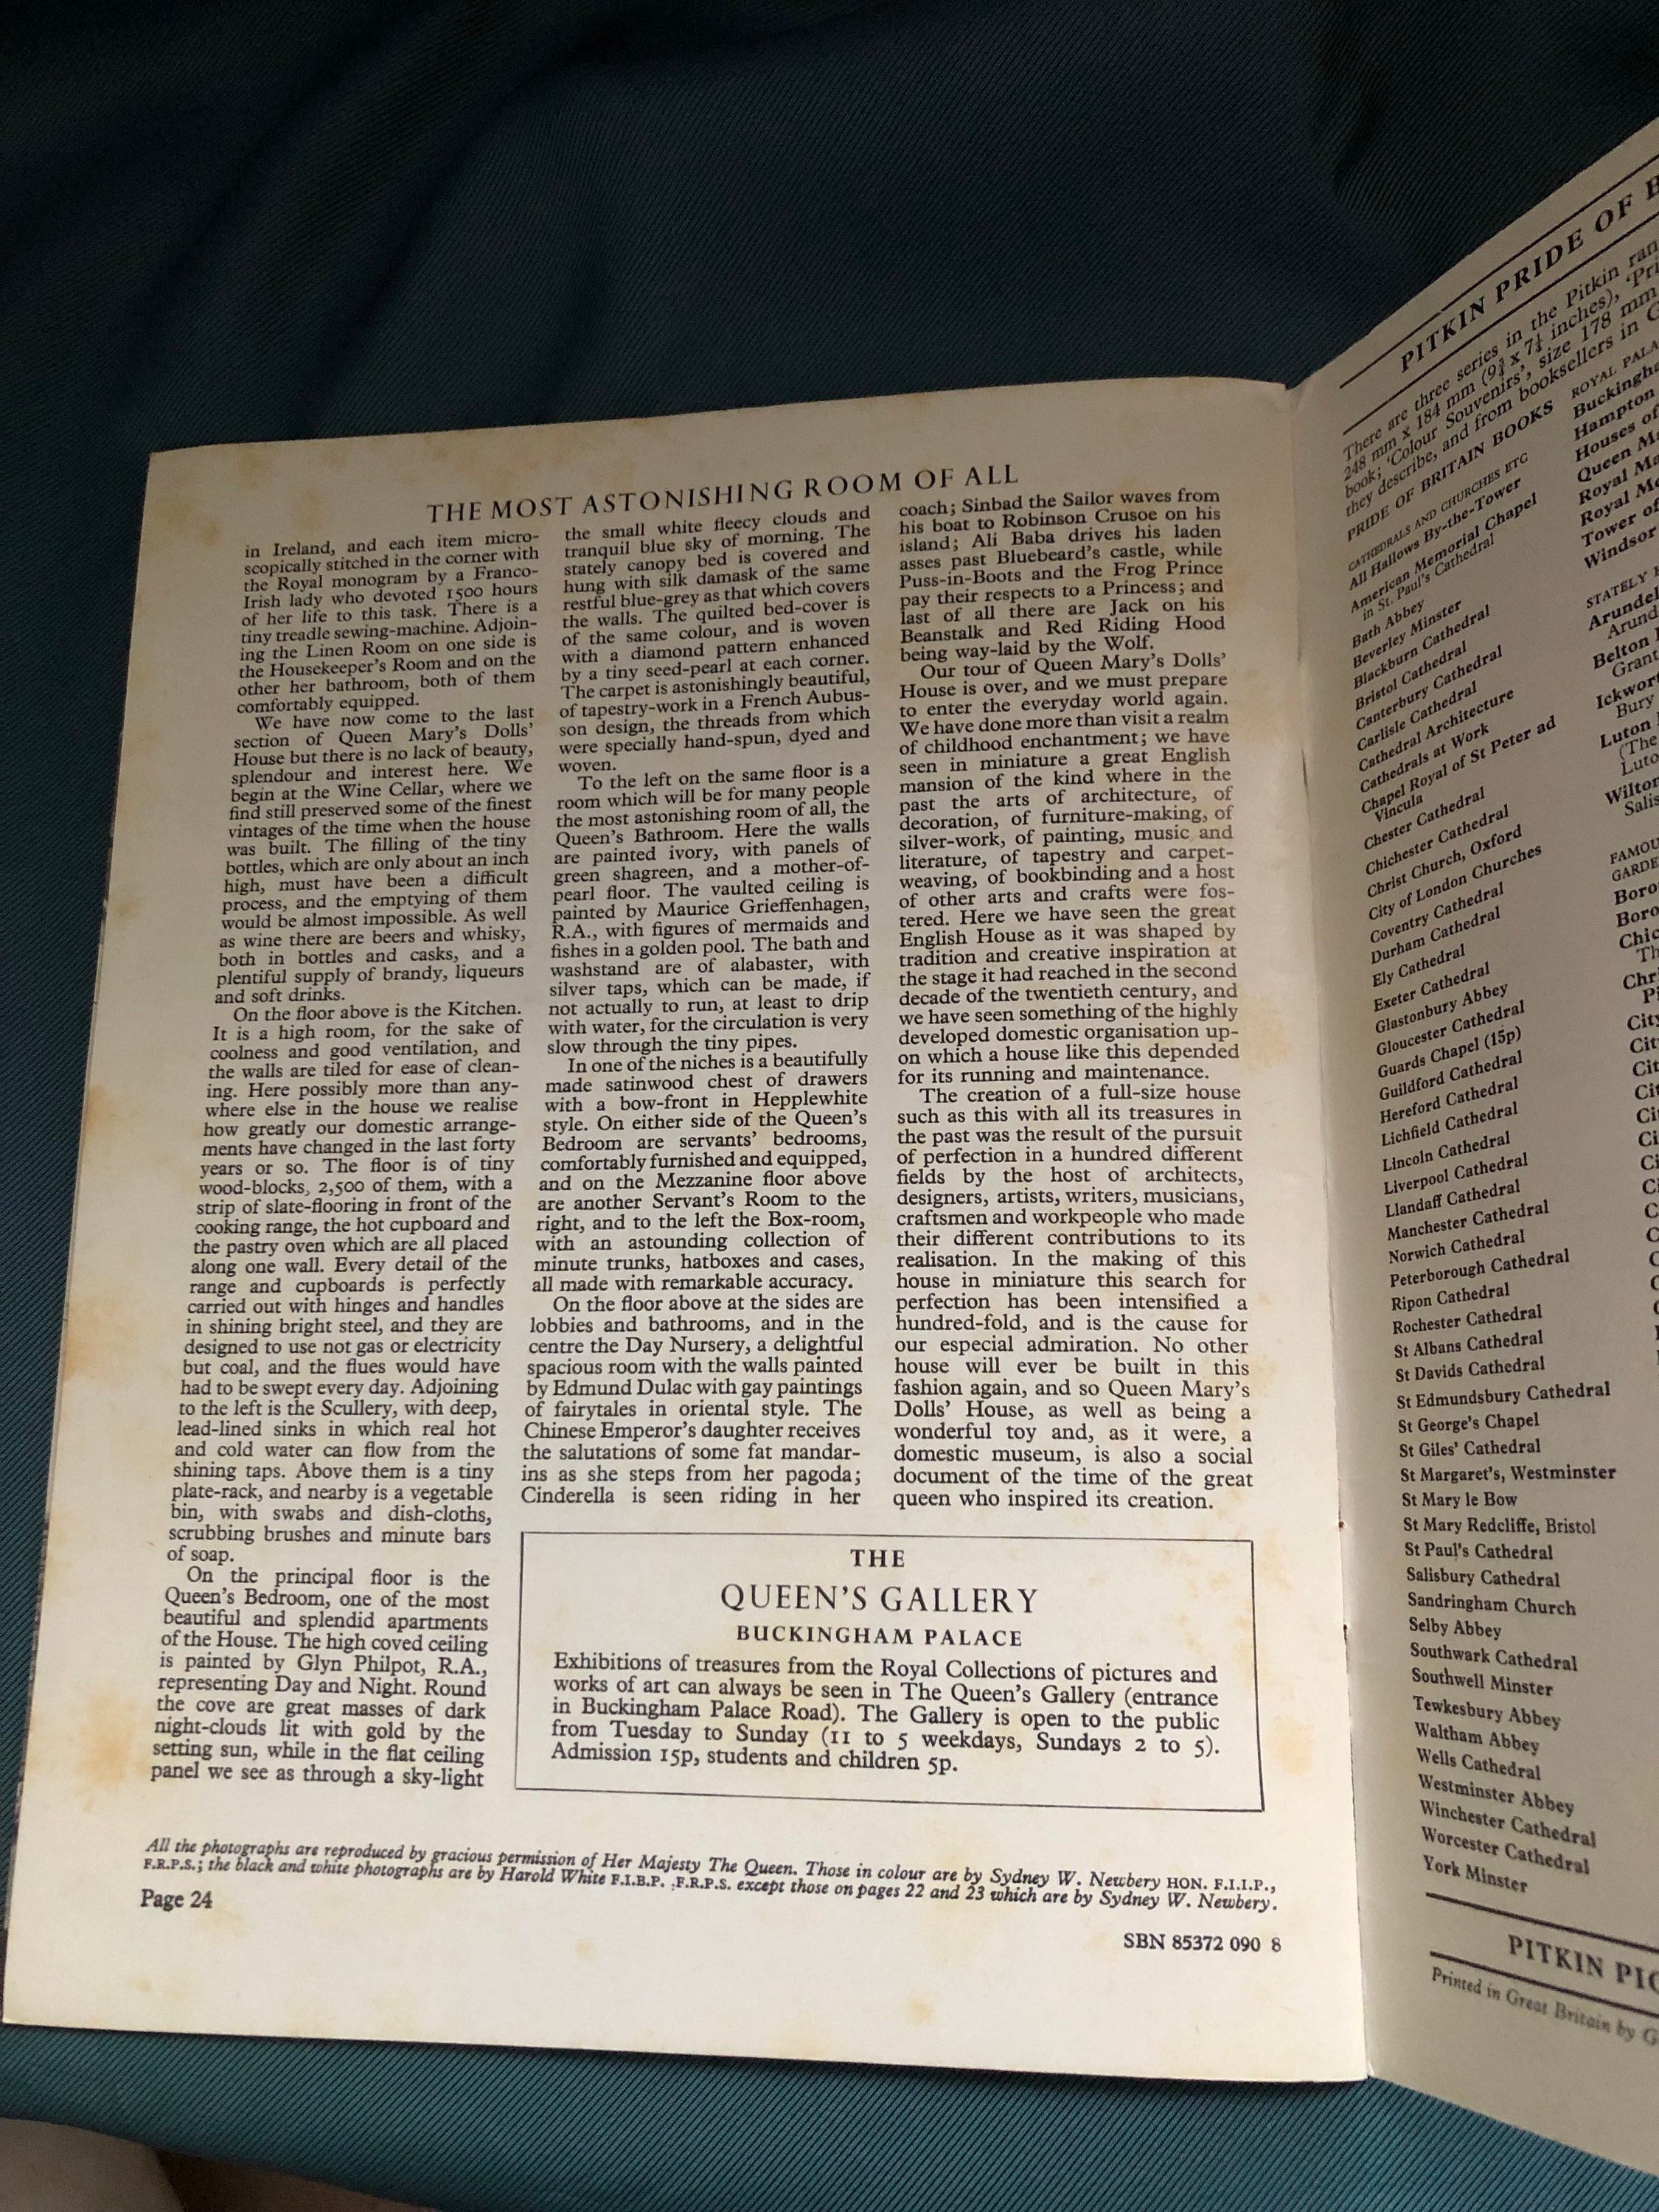 THE MOST ASTONISHING ROOM OF ALL
in Ireland, and each item micro-
scopically stitched in the corner with
the Royal monogram by a Franco-
Irish lady who devoted 1500 hours
of her life to this task. There is a
tiny treadle sewing-machine. Adjoin-
ing the Linen Room on one side is
the Housekeeper's Room and on the
other her bathroom, both of them
comfortably equipped.
We have now come to the last
section of Queen Mary's Dolls'
House but there is no lack of beauty,
splendour and interest here. We
begin at the Wine Cellar, where we
find still preserved some of the finest
vintages of the time when the house
was built. The filling of the tiny
bottles, which are only about an inch
high, must have been a difficult
process, and the emptying of them
would be almost impossible. As well
as wine there are beers and whisky,
both in bottles and casks, and a
plentiful supply of brandy, liqueurs
and soft drinks.
On the floor above is the Kitchen.
It is a high room, for the sake of
coolness and good ventilation, and
the walls are tiled for ease of clean-
ing. Here possibly more than any-
where else in the house we realise
how greatly our domestic arrange-
ments have changed in the last forty
years or so. The floor is of tiny
wood-blocks, 2,500 of them, with a
strip of slate-flooring in front of the
cooking range, the hot cupboard and
the pastry oven which are all placed
along one wall. Every detail of the
range and cupboards is perfectly
carried out with hinges and handles
in shining bright steel, and they are
designed to use not gas or electricity
but coal, and the flues would have
had to be swept every day. Adjoining
to the left is the Scullery, with deep,
lead-lined sinks in which real hot
and cold water can flow from the
shining taps. Above them is a tiny
plate-rack, and nearby is a vegetable
bin, with swabs and dish-cloths,
scrubbing brushes and minute bars
of soap.
On the principal floor is the
Queen's Bedroom, one of the most
beautiful and splendid apartments
of the House. The high coved ceiling
is painted by Glyn Philpot, R.A.,
representing Day and Night. Round
the cove are great masses of dark
night-clouds lit with gold by the
setting sun, while in the flat ceiling
panel we see as through a sky-light
the small white fleecy clouds and
tranquil blue sky of morning. The
stately canopy bed is covered and
hung with silk damask of the same
restful blue-grey as that which covers
the walls. The quilted bed-cover is
of the same colour, and is woven
with a diamond pattern enhanced
by a tiny seed-pearl at each corner.
The carpet is astonishingly beautiful,
of tapestry-work in a French Aubus-
son design, the threads from which
were specially hand-spun, dyed and
woven.
To the left on the same floor is a
room which will be for many people
the most astonishing room of all, the
Queen's Bathroom. Here the walls
are painted ivory, with panels of
green shagreen, and a mother-of-
pearl floor. The vaulted ceiling is
painted by Maurice Grieffenhagen,
R.A., with figures of mermaids and
fishes in a golden pool. The bath and
washstand are of alabaster, with
silver taps, which can be made, if
not actually to run, at least to drip
with water, for the circulation is very
slow through the tiny pipes.
In one of the niches is a beautifully
made satinwood chest of drawers
with a bow-front in Hepplewhite
style. On either side of the Queen's
Bedroom are servants' bedrooms,
comfortably furnished and equipped,
and on the Mezzanine floor above
are another Servant's Room to the
right, and to the left the Box-room,
with an astounding collection of
minute trunks, hatboxes and cases,
all made with remarkable accuracy.
On the floor above at the sides are
lobbies and bathrooms, and in the
centre the Day Nursery, a delightful
spacious room with the walls painted
by Edmund Dulac with gay paintings
of fairytales in oriental style. The
Chinese Emperor's daughter receives
the salutations of some fat mandar-
ins as she steps from her pagoda;
Cinderella is seen riding in her
coach; Sinbad the Sailor waves from
his boat to Robinson Crusoe on his
island; Ali Baba drives his laden
asses past Bluebeard's castle, while
Puss-in-Boots and the Frog Prince
pay their respects to a Princess; and
last of all there are Jack on his
Beanstalk and Red Riding Hood
being way-laid by the Wolf.
Our tour of Queen Mary's Dolls'
House is over, and we must prepare
to enter the everyday world again.
We have done more than visit a realm
of childhood enchantment; we have
seen in miniature a great English
mansion of the kind where in the
past the arts of architecture, of
decoration, of furniture-making, of
silver-work, of painting, music and
literature, of tapestry and carpet-
weaving, of bookbinding and a host
of other arts and crafts were fos-
tered. Here we have seen the great
English House as it was shaped by
tradition and creative inspiration at
the stage it had reached in the second
decade of the twentieth century, and
we have seen something of the highly
developed domestic organisation up-
on which a house like this depended
for its running and maintenance.
The creation of a full-size house
such as this with all its treasures in
the past was the result of the pursuit
of perfection in a hundred different
fields by the host of architects,
designers, artists, writers, musicians,
craftsmen and workpeople who made
their different contributions to its
realisation. In the making of this
house in miniature this search for
perfection has been intensified a
hundred-fold, and is the cause for
our especial admiration. No other
house will ever be built in this
fashion again, and so Queen Mary's
Dolls' House, as well as being a
wonderful toy and, as it were, a
domestic museum, is also a social
document of the time of the great
queen who inspired its creation.
THE
QUEEN'S GALLERY
BUCKINGHAM PALACE
Exhibitions of treasures from the Royal Collections of pictures and
works of art can always be seen in The Queen's Gallery (entrance
in Buckingham Palace Road). The Gallery is open to the public
from Tuesday to Sunday (11 to 5 weekdays, Sundays 2 to 5).
Admission 15p, students and children 5p.
All the photographs are reproduced by gracious permission of Her Majesty The Queen. Those in colour are by Sydney W. Newbery HON. F.I.I.P.,
F.R.P.S.; the black and white photographs are by Harold White F.I.B.P. F.R.P.S. except those on pages 22 and 23 which are by Sydney W. Newbery.
Page 24
SBN 85372 090 8
PITKIN PRIDE OF
There are three series in the Pitkin
248 mm x 184 mm (9¾ x 7¼ inches),
book; 'Colour Souvenirs', size 178 mm
they describe, and from booksellers in
PRIDE OF BRITAIN BOOKS
CATHEDRALS AND CHURCHES ETC
All Hallows By-the-Tower
American Memorial Chapel
in St. Paul's Cathedral
Bath Abbey
Beverley Minster
Blackburn Cathedral
Bristol Cathedral
Canterbury Cathedral
Carlisle Cathedral
Cathedral Architecture
Cathedrals at Work
Chapel Royal of St Peter ad
Vincula
Chester Cathedral
Chichester Cathedral
Christ Church, Oxford
City of London Churches
Coventry Cathedral
Durham Cathedral
Ely Cathedral
Exeter Cathedral
Glastonbury Abbey
Gloucester Cathedral
Guards Chapel (15p)
Guildford Cathedral
Hereford Cathedral
Lichfield Cathedral
Lincoln Cathedral
Liverpool Cathedral
Llandaff Cathedral
Manchester Cathedral
Norwich Cathedral
Peterborough Cathedral
Ripon Cathedral
Rochester Cathedral
St Albans Cathedral
St Davids Cathedral
St Edmundsbury Cathedral
St George's Chapel
St Giles' Cathedral
St Margaret's, Westminster
St Mary le Bow
St Mary Redcliffe, Bristol
St Paul's Cathedral
Salisbury Cathedral
Sandringham Church
Selby Abbey
Southwark Cathedral
Southwell Minster
Tewkesbury Abbey
Waltham Abbey
Wells Cathedral
Westminster Abbey
Winchester Cathedral
Worcester Cathedral
York Minster
ROYAL
Hampton
Houses of
Queen
Royal
Royal
Tower of
Windsor
STATELY
Arundel
Belton
Bury
Luton
(The
Wilton
PITKIN
Printed in Great Britain by